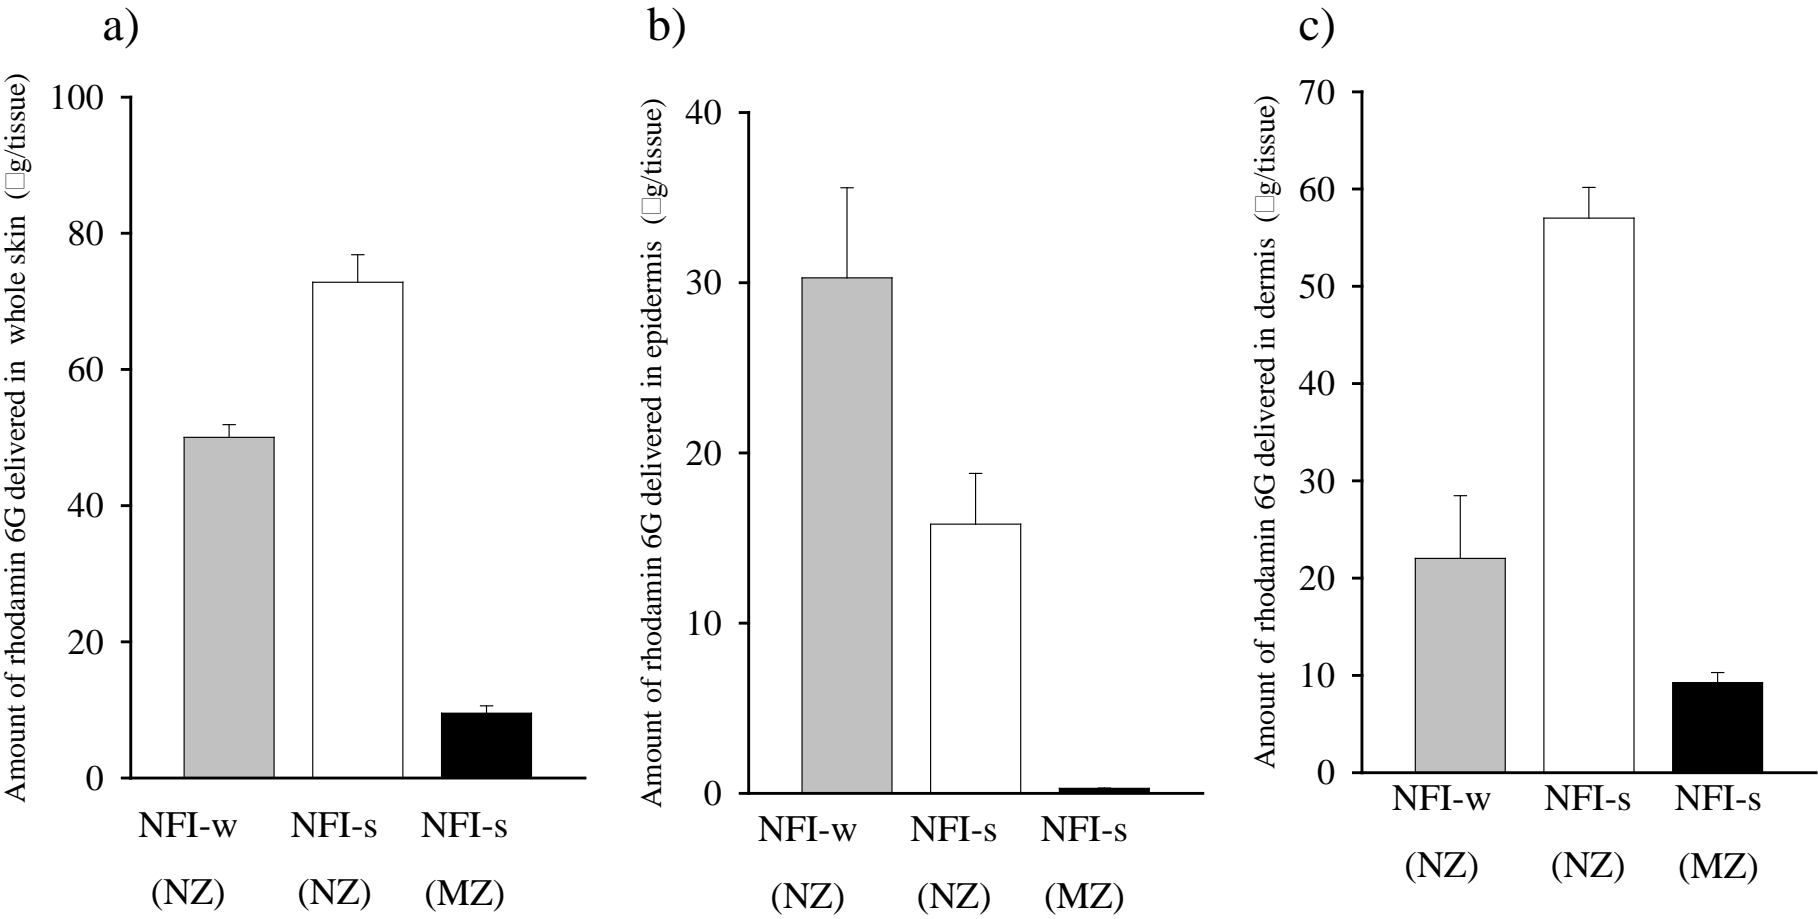 a)
Amount of rhodamin 6G delivered in whole skin (□g/tissue)
100
80
60
40
20
0
NFI-w NFI-s NFI-s
(NZ) (NZ) (MZ)
b)
Amount of rhodamin 6G delivered in epidermis (□g/tissue)
40
30
20
10
0
NFI-w NFI-s NFI-s
(NZ) (NZ) (MZ)
c)
Amount of rhodamin 6G delivered in dermis (□g/tissue)
70
60
50
40
30
20
10
0
NFI-w NFI-s NFI-s
(NZ) (NZ) (MZ)